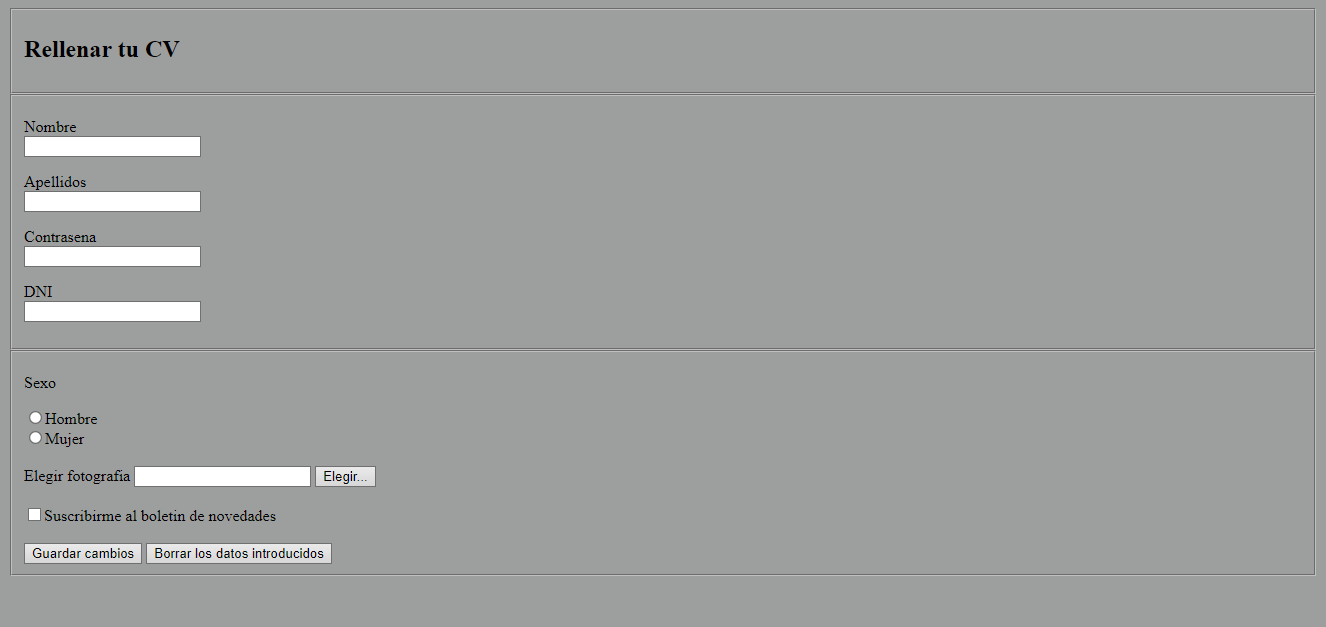 Rellenar tu CV
Nombre
Apellidos
Contrasena
DNI
Sexo
Hombre
Mujer
Elegir fotografía Elegir...
Suscribirme al boletin de novedades
Guardar cambios Borrar los datos introducidos